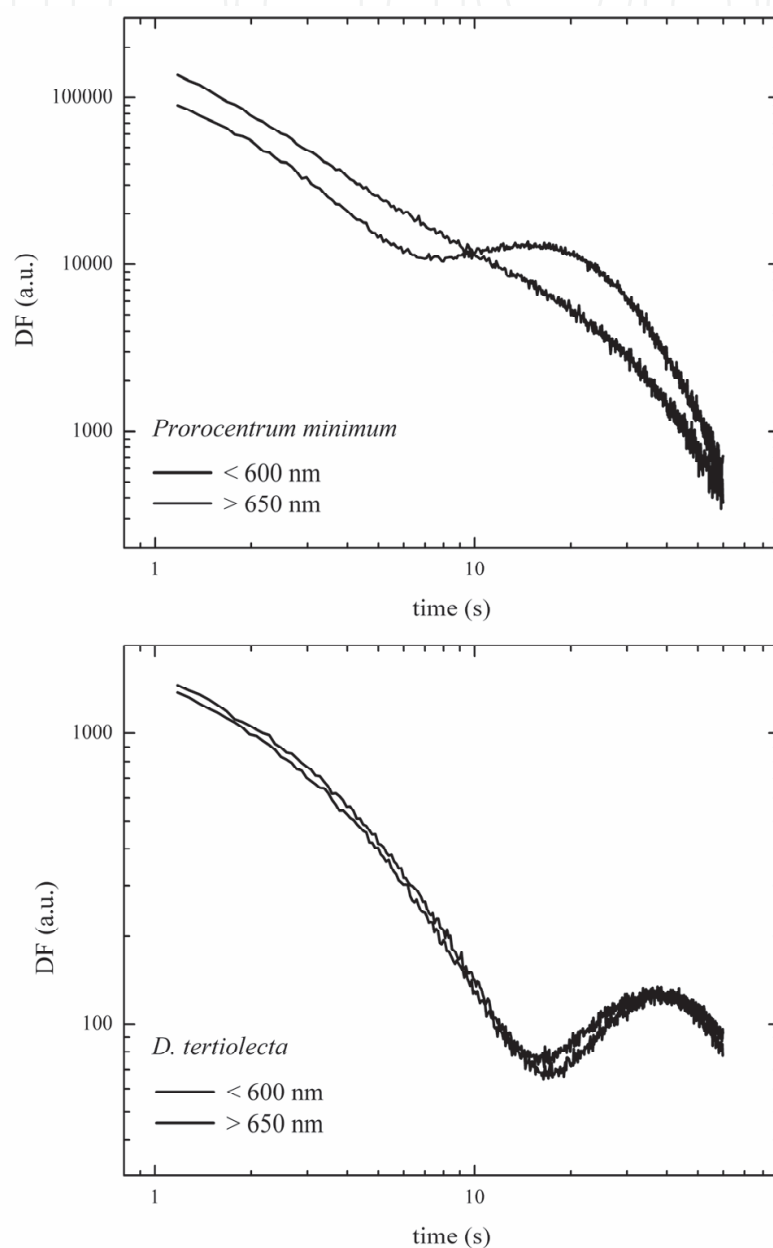 100000
10000
1000
DF (a.u.)
Prorocentrum minimum
< 600 nm
> 650 nm
1
10
time (s)
1000
100
DF (a.u.)
D. tertiolecta
< 600 nm
> 650 nm
1
10
time (s)